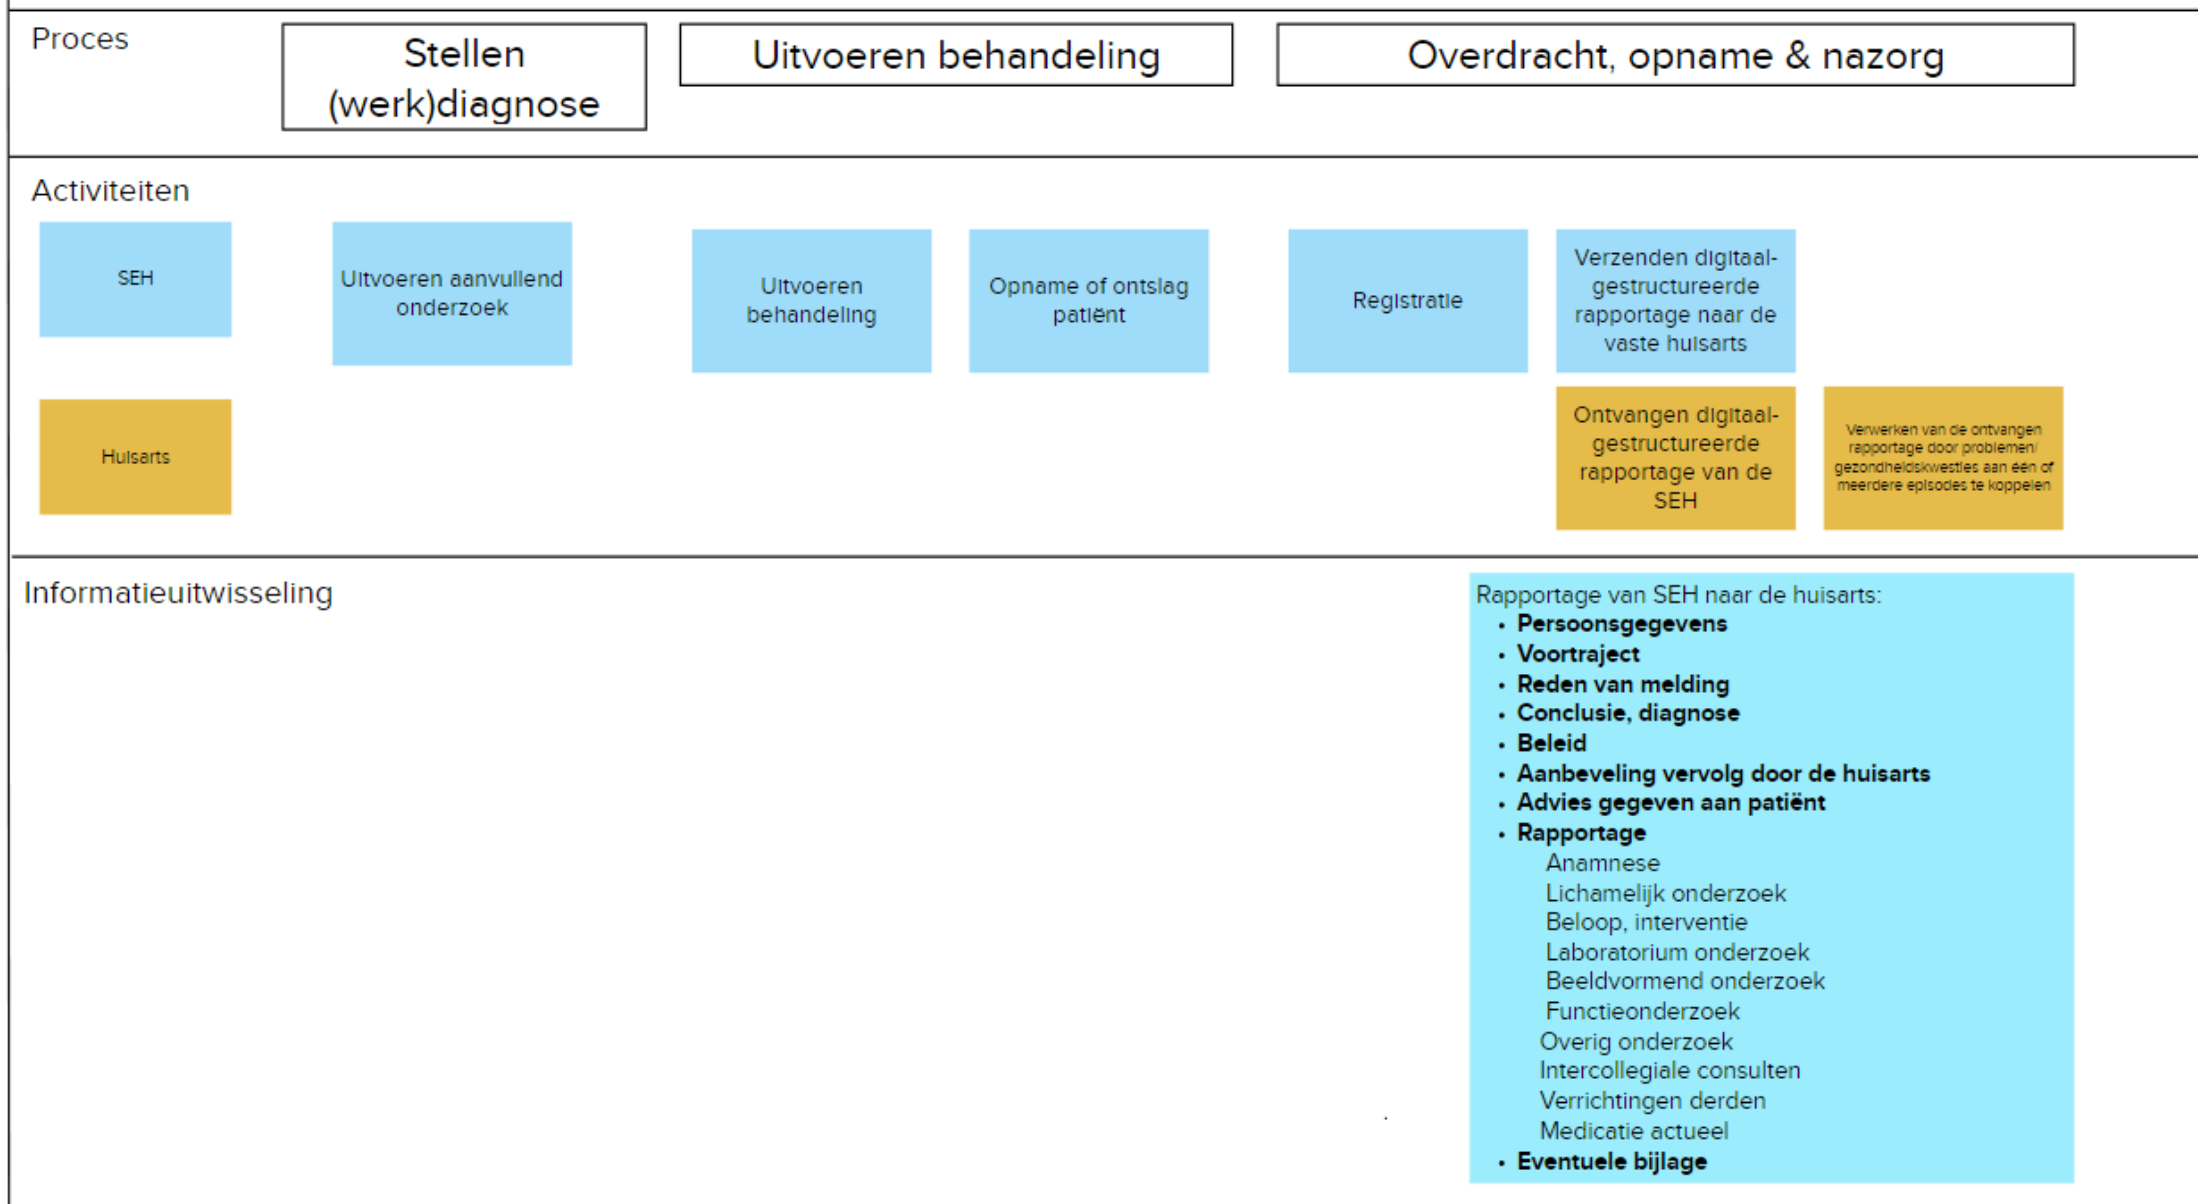 Proces
Stellen
(werk)diagnose
Uitvoeren behandeling
Overdracht, opname & nazorg
Activiteiten
SEH
Uitvoeren aanvullend
onderzoek
Uitvoeren
behandeling
Opname of ontslag
patiënt
Registratie
Verzenden digitaal-
gestructureerde
rapportage naar de
vaste huisarts
Huisarts
Ontvangen digitaal-
gestructureerde
rapportage van de
SEH
Verwerken van de ontvangen
rapportage door problemen/
gezondheidskwesties aan één of
meerdere episodes te koppelen
Informatieuitwisseling
Rapportage van SEH naar de huisarts:
• Persoonsgegevens
• Voortraject
• Reden van melding
• Conclusie, diagnose
• Beleid
• Aanbeveling vervolg door de huisarts
• Advies gegeven aan patiënt
• Rapportage
Anamnese
Lichamelijk onderzoek
Beloop, interventie
Laboratorium onderzoek
Beeldvormend onderzoek
Functieonderzoek
Overig onderzoek
Intercollegiale consulten
Verrichtingen derden
Medicatie actueel
• Eventuele bijlage